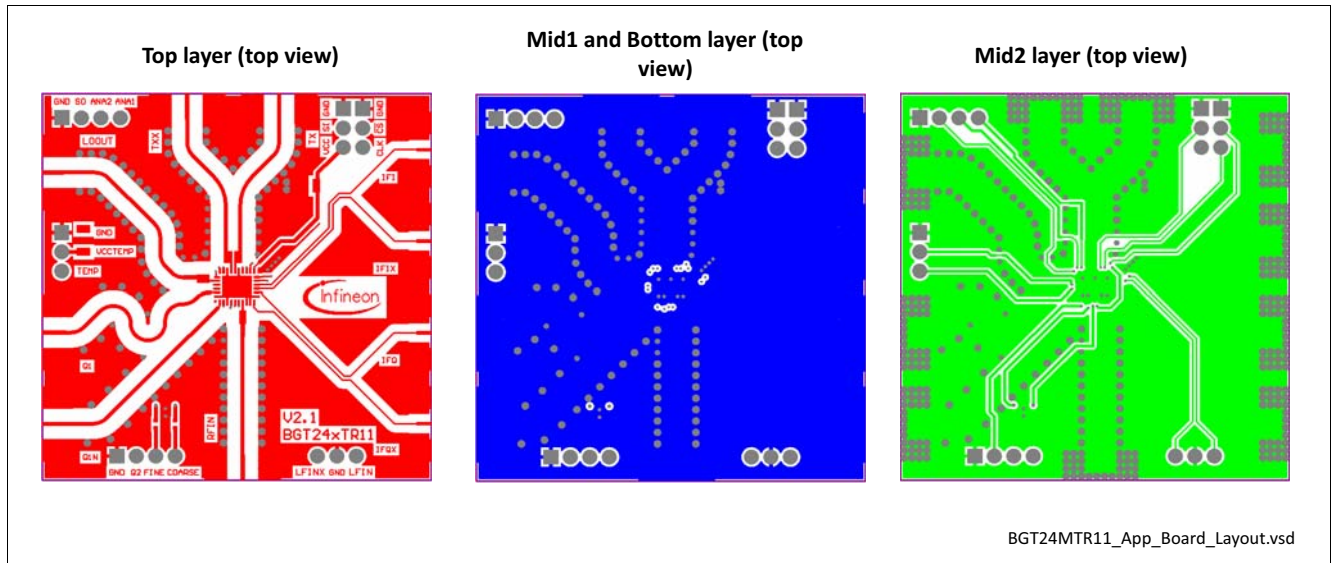 Top layer (top view)
Mid1 and Bottom layer (top
view)
Mid2 layer (top view)
GND SO ANA2 ANA1
LOOUT
TXX
TX
VCC SI GND
CLK CS GND
IFI
GND
VCCTEMP
TEMP
IFIX
Infineon
Q1
IFQ
RFIN
V2.1
BGT24xTR11
Q1N
IFQX
GND Q2 FINE COARSE
LFINX GND LFIN
BGT24MTR11_App_Board_Layout.vsd